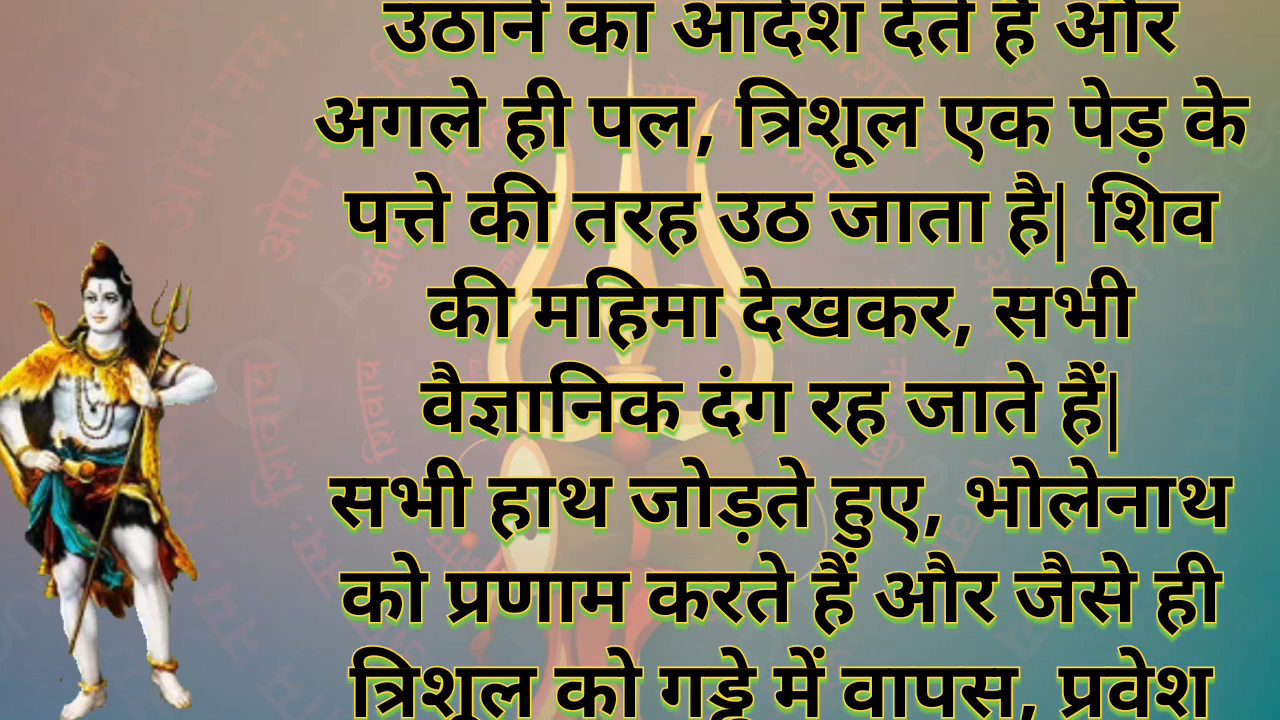 उठाने का आदेश देते हैं और
अगले ही पल, त्रिशूल एक पेड़ के
पत्ते की तरह उठ जाता है| शिव
की महिमा देखकर, सभी
वैज्ञानिक दंग रह जाते हैं|
सभी हाथ जोड़ते हुए, भोलेनाथ
को प्रणाम करते हैं और जैसे ही
त्रिशूल को गड्ढे में वापस, प्रवेश